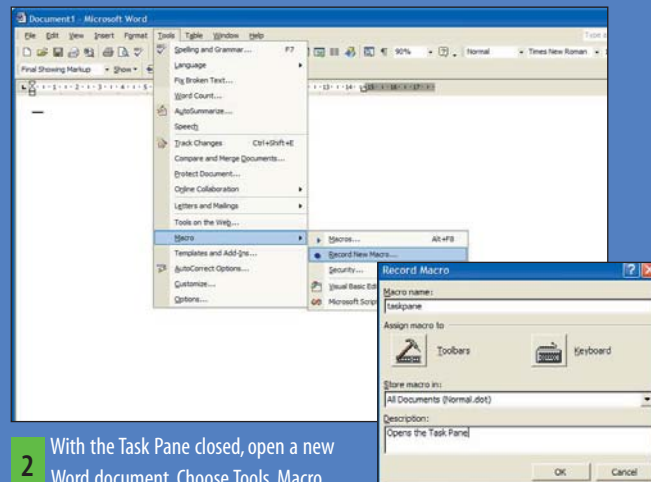 Document1 - Microsoft Word
File Edit View Insert Format Tools Table Window Help
90% Normal Times New Roman
Final Showing Markup Show
Spelling and Grammar... F7
Language
Fix Broken Text...
Word Count...
AutoSummarize...
Speech
Track Changes Ctrl+Shift+E
Compare and Merge Documents...
Protect Document...
Online Collaboration
Letters and Mailings
Tools on the Web...
Macro
Templates and Add-Ins...
AutoCorrect Options...
Customize...
Options...
Macros... Alt+F8
Record New Macro...
Security...
Visual Basic Edi
Microsoft Script
Record Macro
Macro name:
taskpane
Assign macro to
Toolbars Keyboard
Store macro in:
All Documents (Normal.dot)
Description:
Opens the Task Pane
OK Cancel
2 With the Task Pane closed, open a new
Word document. Choose Tools, Macro,